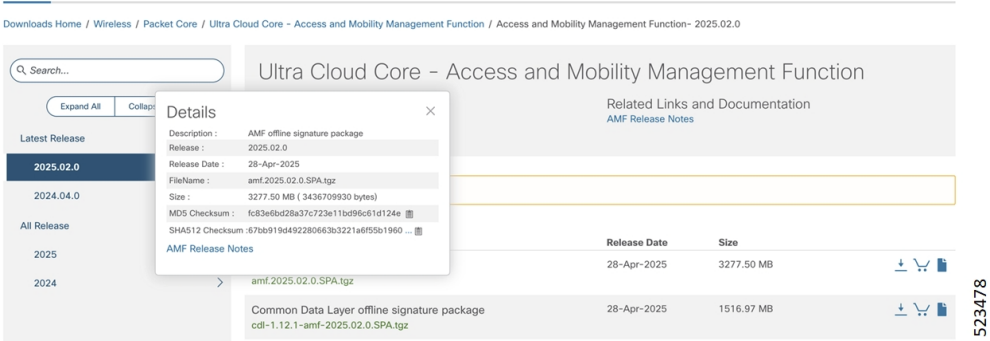 Downloads Home / Wireless / Packet Core / Ultra Cloud Core - Access and Mobility Management Function / Access and Mobility Management Function- 2025.02.0
Search...
Expand All
Latest Release
2025.02.0
2024.04.0
All Release
2025
2024
Ultra Cloud Core - Access and Mobility Management Function
Related Links and Documentation
AMF Release Notes
Details
Description : AMF offline signature package
Release : 2025.02.0
Release Date : 28-Apr-2025
FileName : amf.2025.02.0.SPA.tgz
Size : 3277.50 MB ( 3436709930 bytes)
MD5 Checksum : fc83e6bd28a37c723e11bd96c61d124e
SHA512 Checksum :67bb919d492280663b3221a6f55b1960 ...
AMF Release Notes
Release Date Size
28-Apr-2025 3277.50 MB
amf.2025.02.0.SPA.tgz
Common Data Layer offline signature package 28-Apr-2025 1516.97 MB
cdl-1.12.1-amf-2025.02.0.SPA.tgz
523478